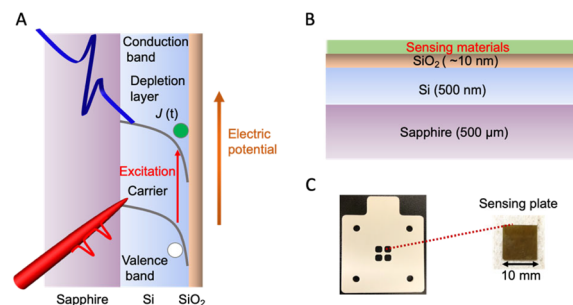 A
Conduction
band
Depletion
layer
J (t)
Excitation
Carrier
Valence
band
Electric
potential
Sapphire
Si
SiO2
B
Sensing materials
SiO2 ( ~10 nm)
Si (500 nm)
Sapphire (500 μm)
C
Sensing plate
10 mm